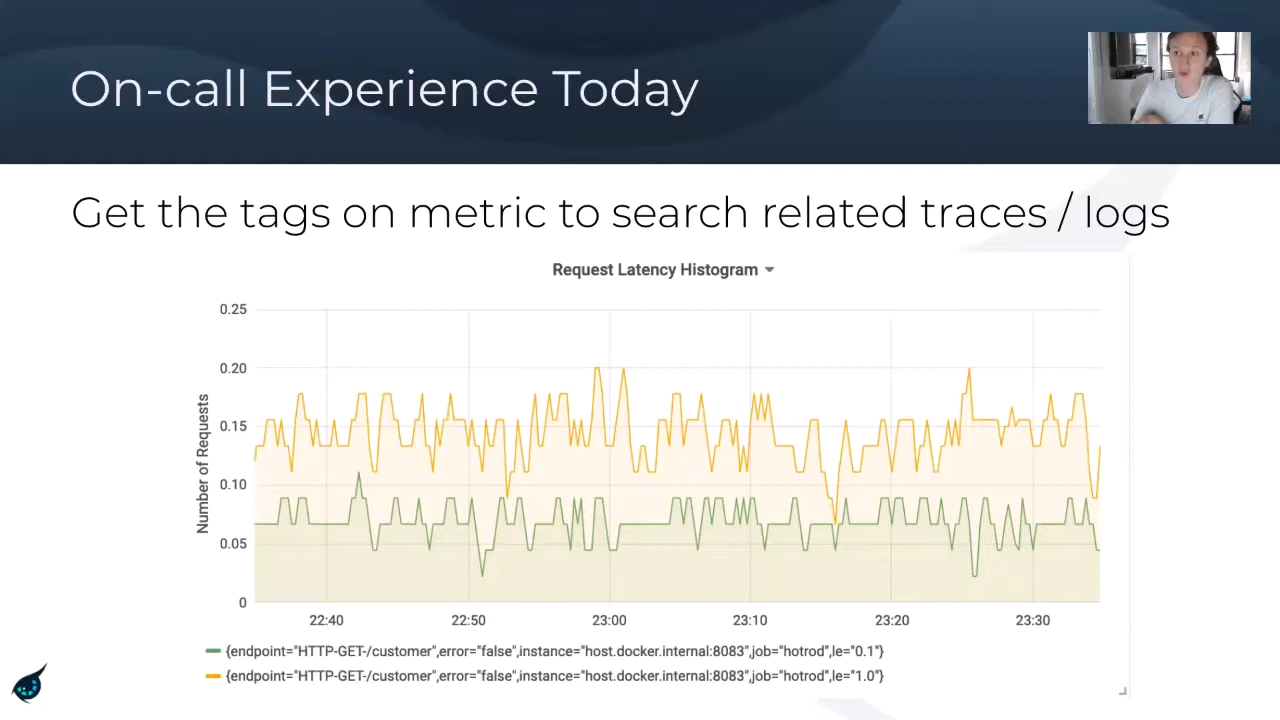 On-call Experience Today
Get the tags on metric to search related traces / logs
Request Latency Histogram
0.25
0.20
0.15
0.10
0.05
0
Number of Requests
22:40 22:50 23:00 23:10 23:20 23:30
{endpoint="HTTP-GET-/customer",error="false",instance="host.docker.internal:8083",job="hotrod",le="0.1"}
{endpoint="HTTP-GET-/customer",error="false",instance="host.docker.internal:8083",job="hotrod",le="1.0"}